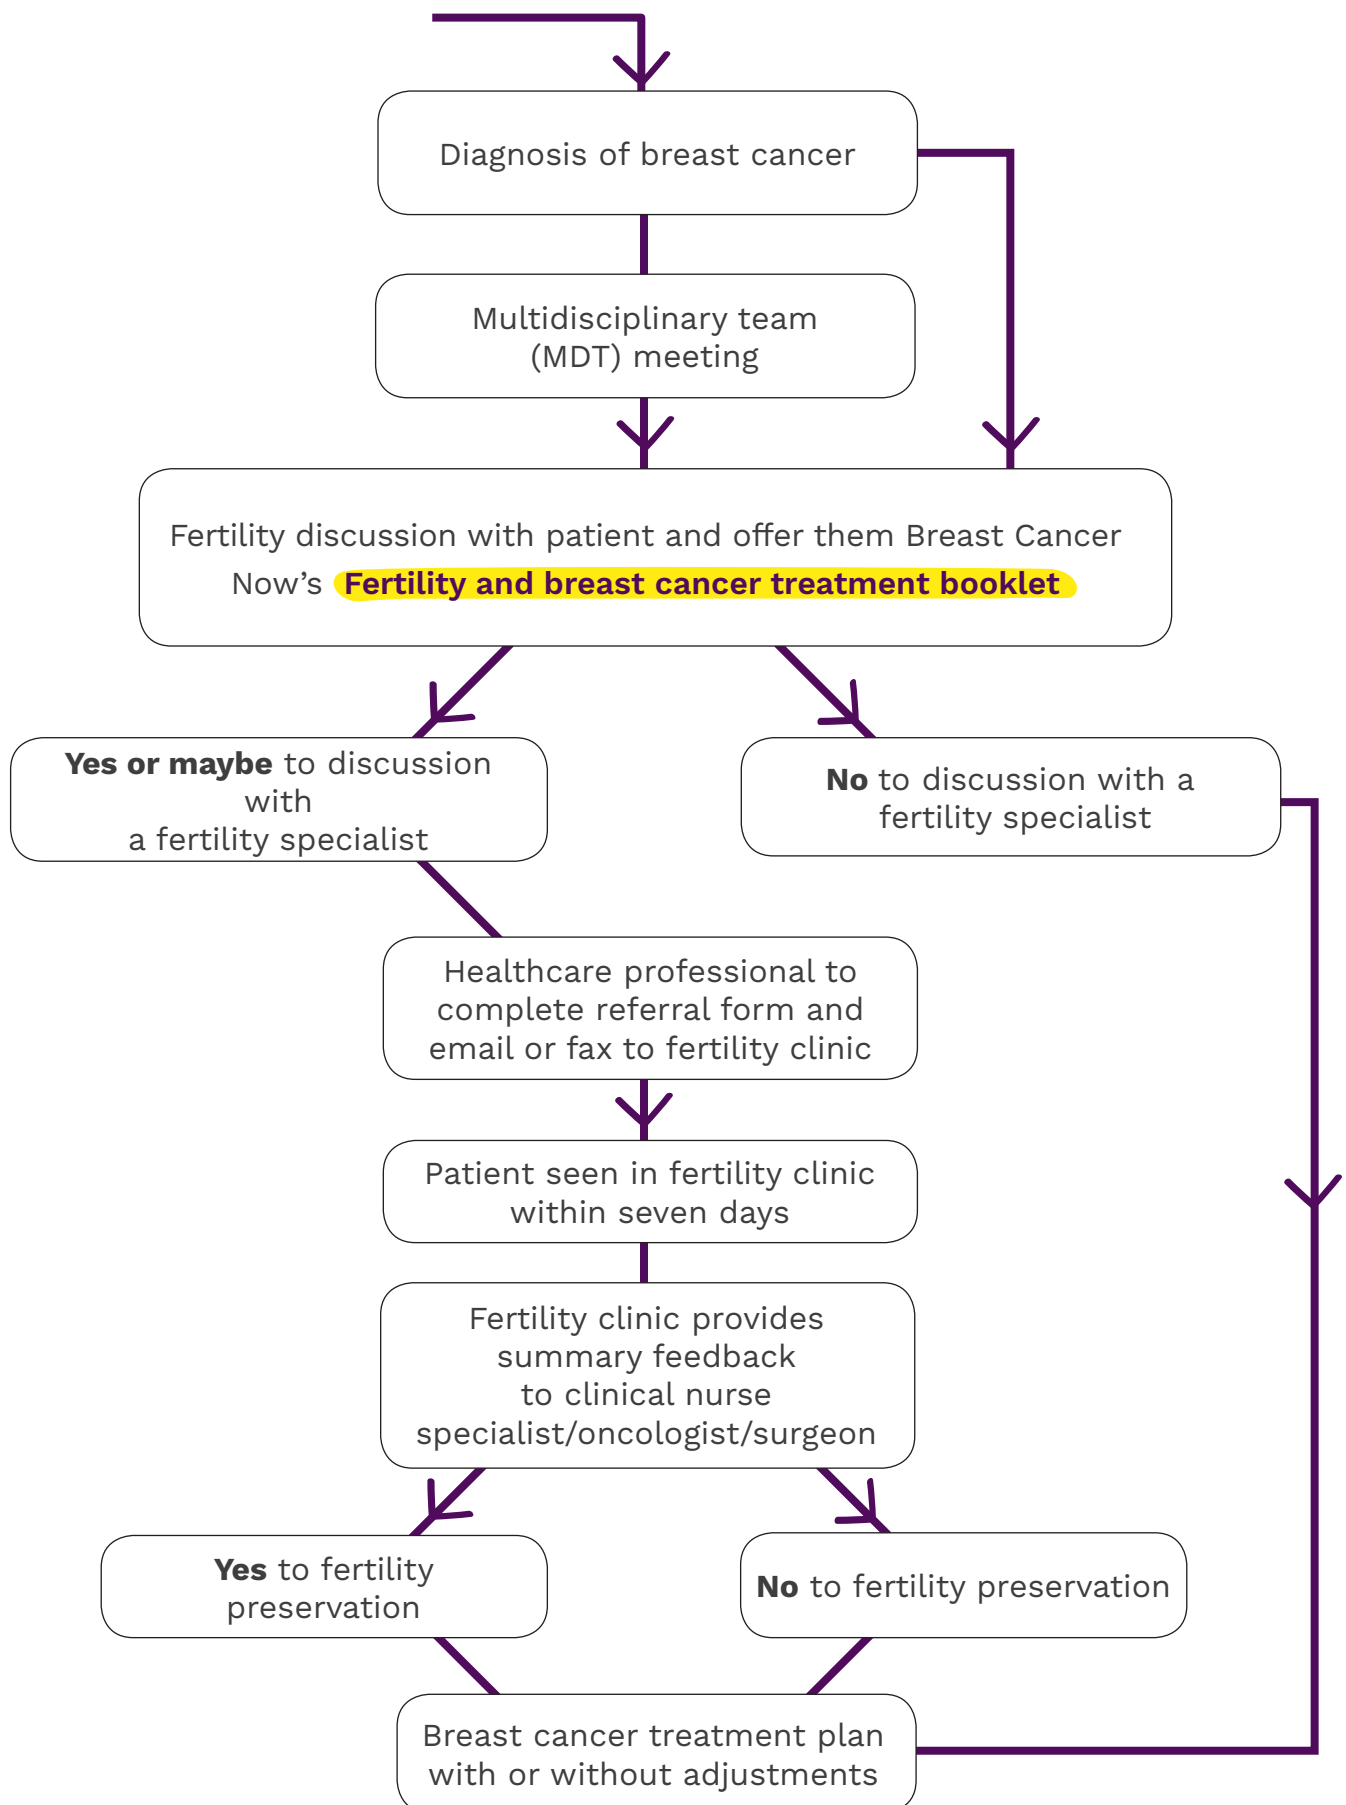 Diagnosis of breast cancer
Multidisciplinary team
(MDT) meeting
Fertility discussion with patient and offer them Breast Cancer
Now’s Fertility and breast cancer treatment booklet
Yes or maybe to discussion
with
a fertility specialist
No to discussion with a
fertility specialist
Healthcare professional to
complete referral form and
email or fax to fertility clinic
Patient seen in fertility clinic
within seven days
Fertility clinic provides
summary feedback
to clinical nurse
specialist/oncologist/surgeon
Yes to fertility
preservation
No to fertility preservation
Breast cancer treatment plan
with or without adjustments